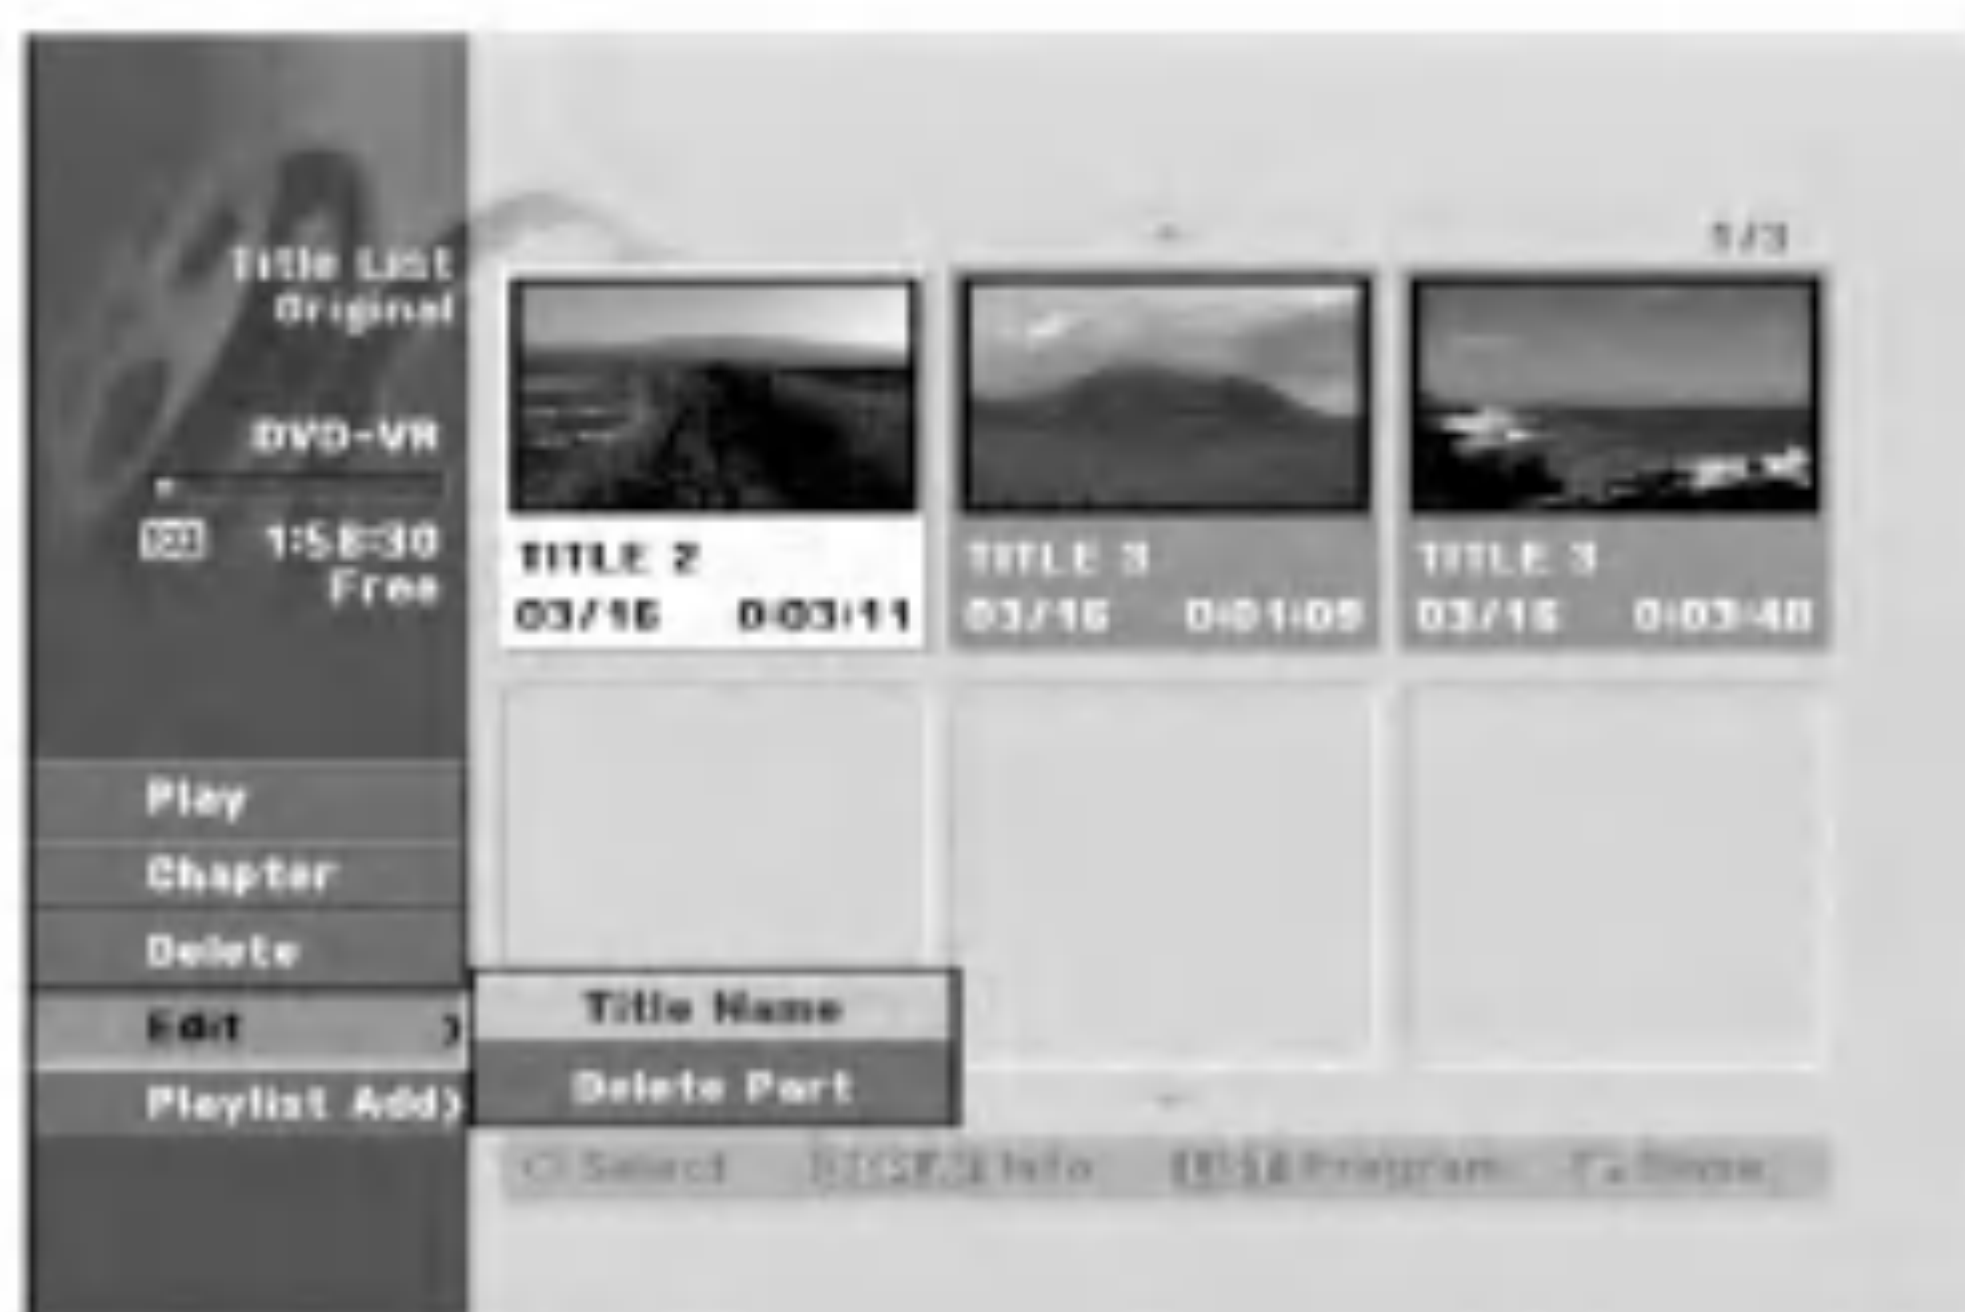 Title List
Original
DVD-VR
1:58:30
Free
1/3
TITLE 2
03/16 0:03:11
TITLE 3
03/16 0:01:09
TITLE 3
03/16 0:03:48
Play
Chapter
Delete
Edit ❯
Playlist Add❯
Title Name
Delete Part
Select Info Program